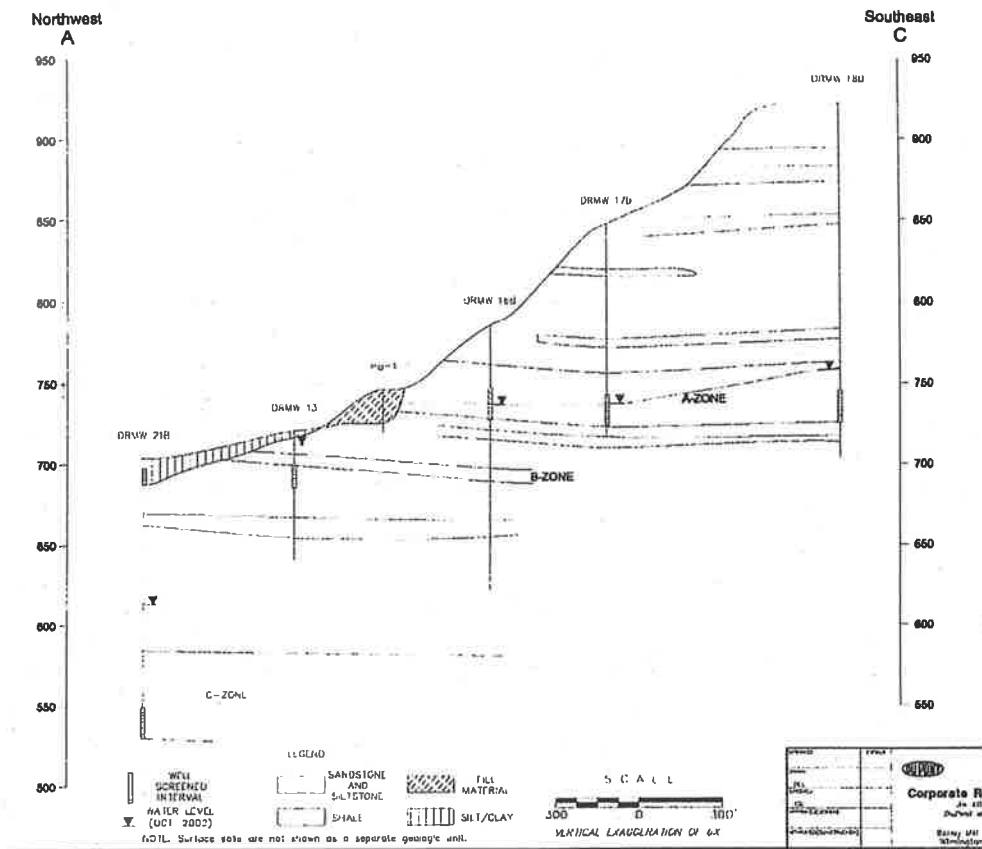 Northwest
A
Southeast
C
950
900
850
800
750
700
650
600
550
500
950
900
850
800
750
700
650
600
550
DRMW 18D
DRMW 17D
DRMW 16D
DRMW 13
DRMW 21B
A-ZONE
B-ZONE
C-ZONE
LEGEND
WELL
SCREENED
INTERVAL
WATER LEVEL
(OCT 2002)
SANDSTONE
AND
SILTSTONE
SHALE
FILL
MATERIAL
SILT/CLAY
NOTE: Surface soils are not shown as a separate geologic unit.
SCALE
300
0
300'
VERTICAL EXAGGERATION OF 6X
DUPONT
Corporate R